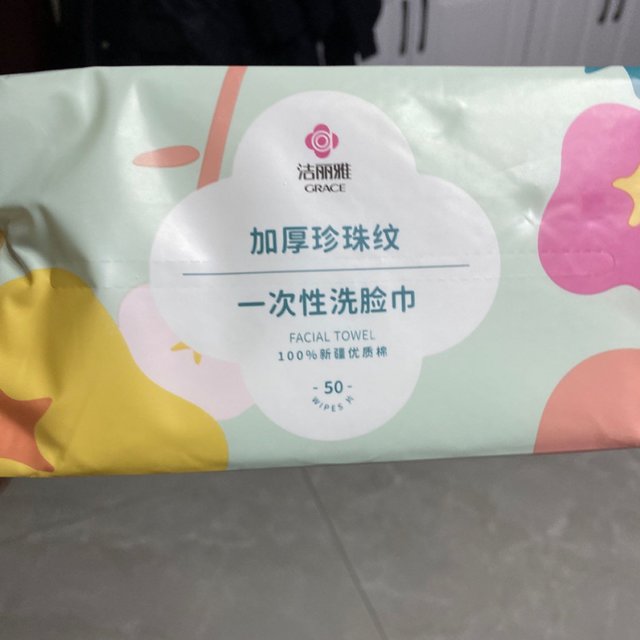 洁丽雅
GRACE
加厚珍珠纹
一次性洗脸巾
FACIAL TOWEL
100%新疆优质棉
-50-
WIPES 片